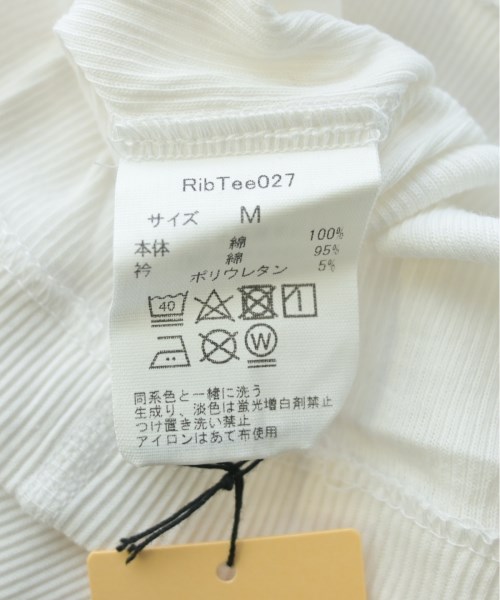 RibTee027
サイズ M
本体 綿 100%
衿 綿 95%
ポリウレタン 5%
40
W
同系色と一緒に洗う
生成り、淡色は蛍光増白剤禁止
つけ置き洗い禁止
アイロンはあて布使用